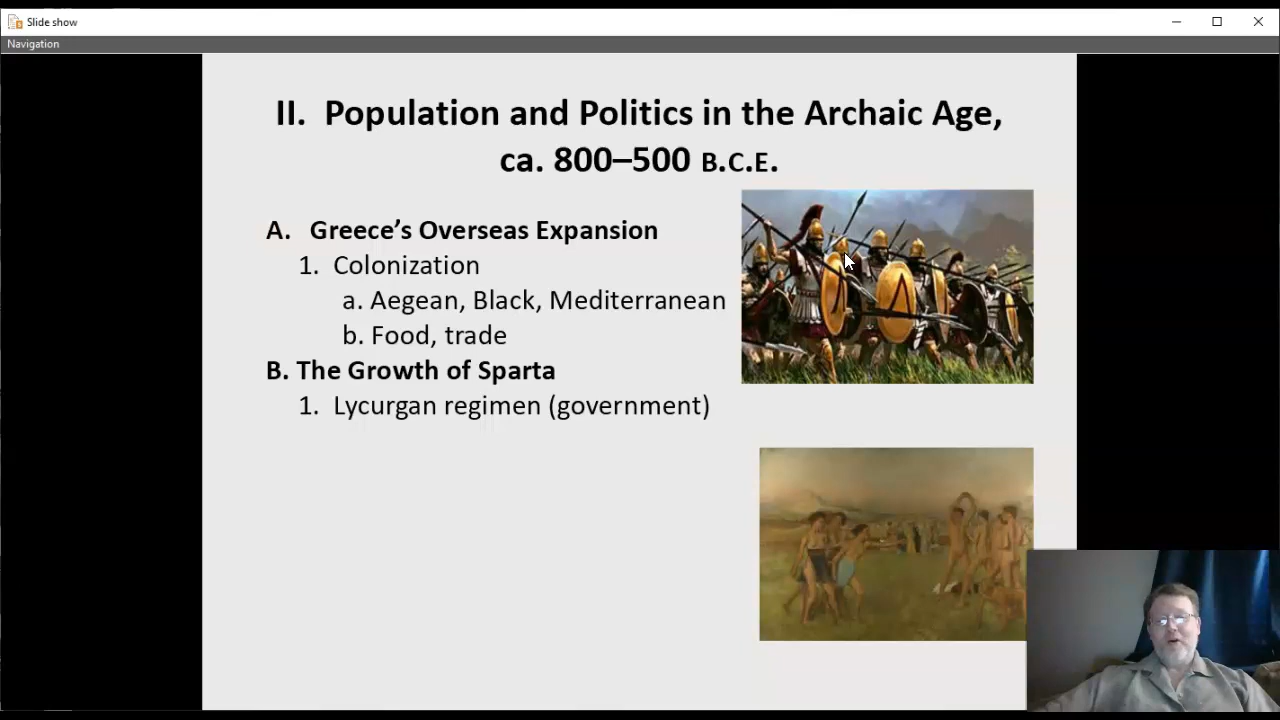 Slide show
Navigation
II. Population and Politics in the Archaic Age,
ca. 800–500 B.C.E.
A. Greece’s Overseas Expansion
1. Colonization
a. Aegean, Black, Mediterranean
b. Food, trade
B. The Growth of Sparta
1. Lycurgan regimen (government)